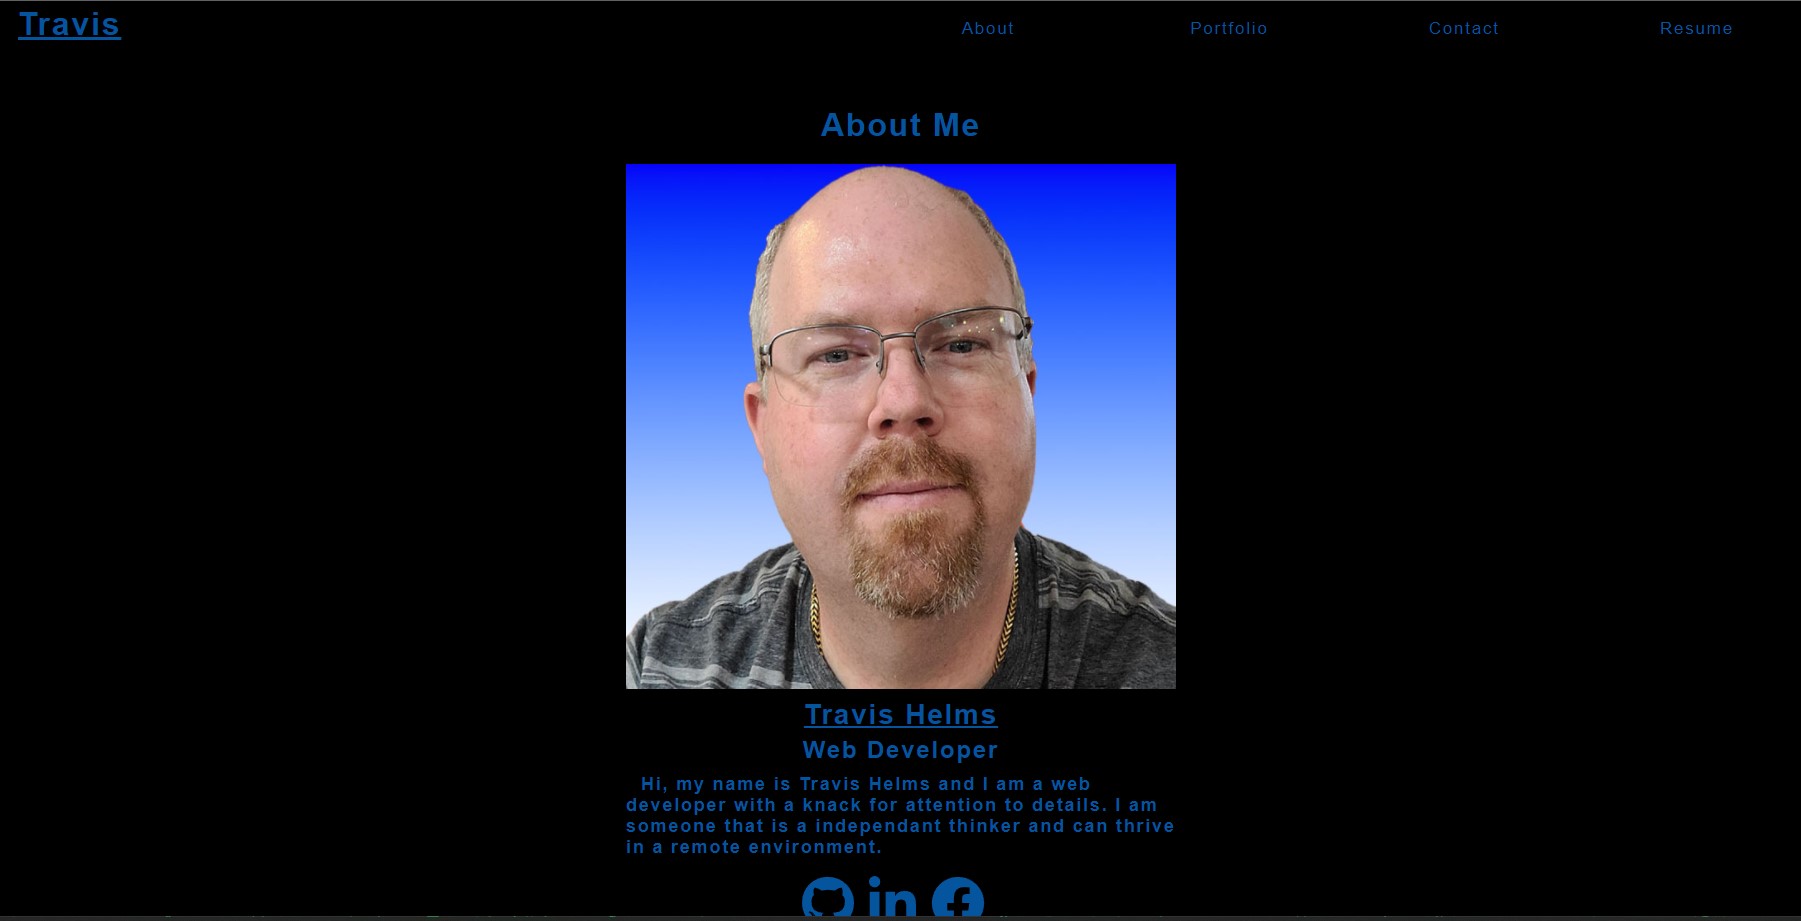 Travis
About
Portfolio
Contact
Resume
About Me
Travis Helms
Web Developer
Hi, my name is Travis Helms and I am a web
developer with a knack for attention to details. I am
someone that is a independant thinker and can thrive
in a remote environment.
in